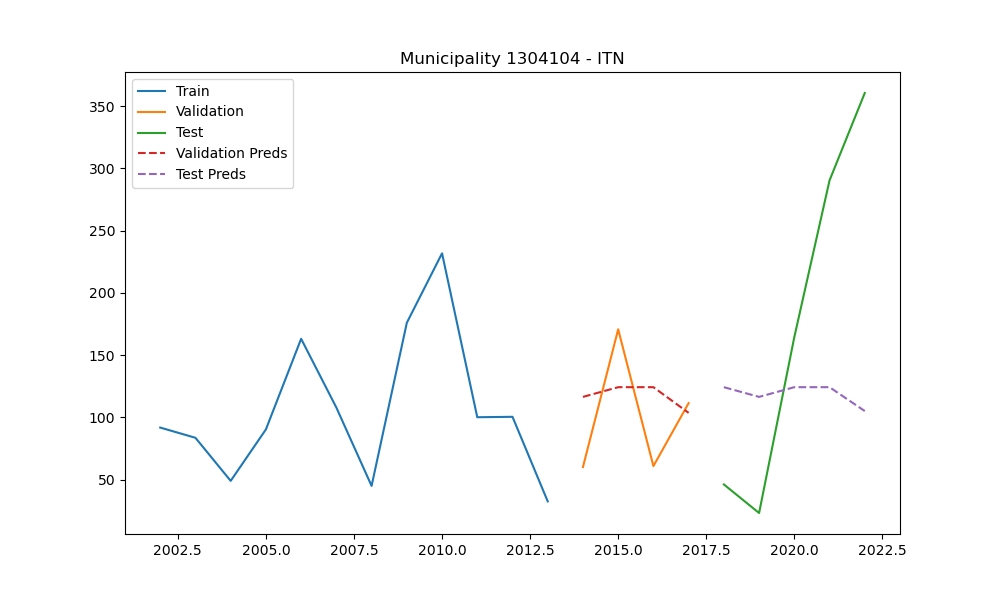 Municipality 1304104 - ITN
Train
Validation
Test
Validation Preds
Test Preds
350
300
250
200
150
100
50
2002.5 2005.0 2007.5 2010.0 2012.5 2015.0 2017.5 2020.0 2022.5